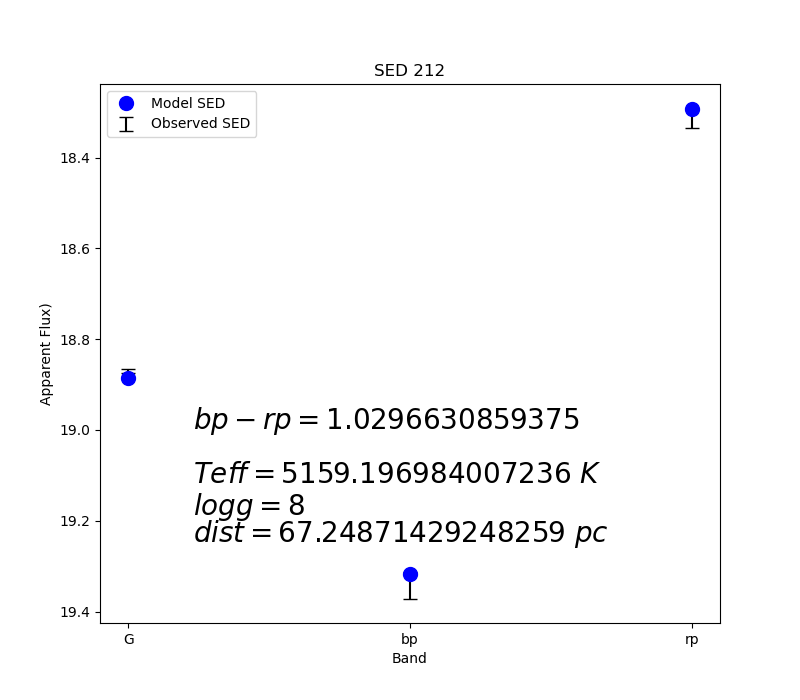 SED 212
Model SED
Observed SED
18.4
18.6
18.8
19.0
19.2
19.4
Apparent Flux)
bp − rp = 1.0296630859375
Teff = 5159.196984007236 K
logg = 8
dist = 67.24871429248259 pc
G
bp
rp
Band